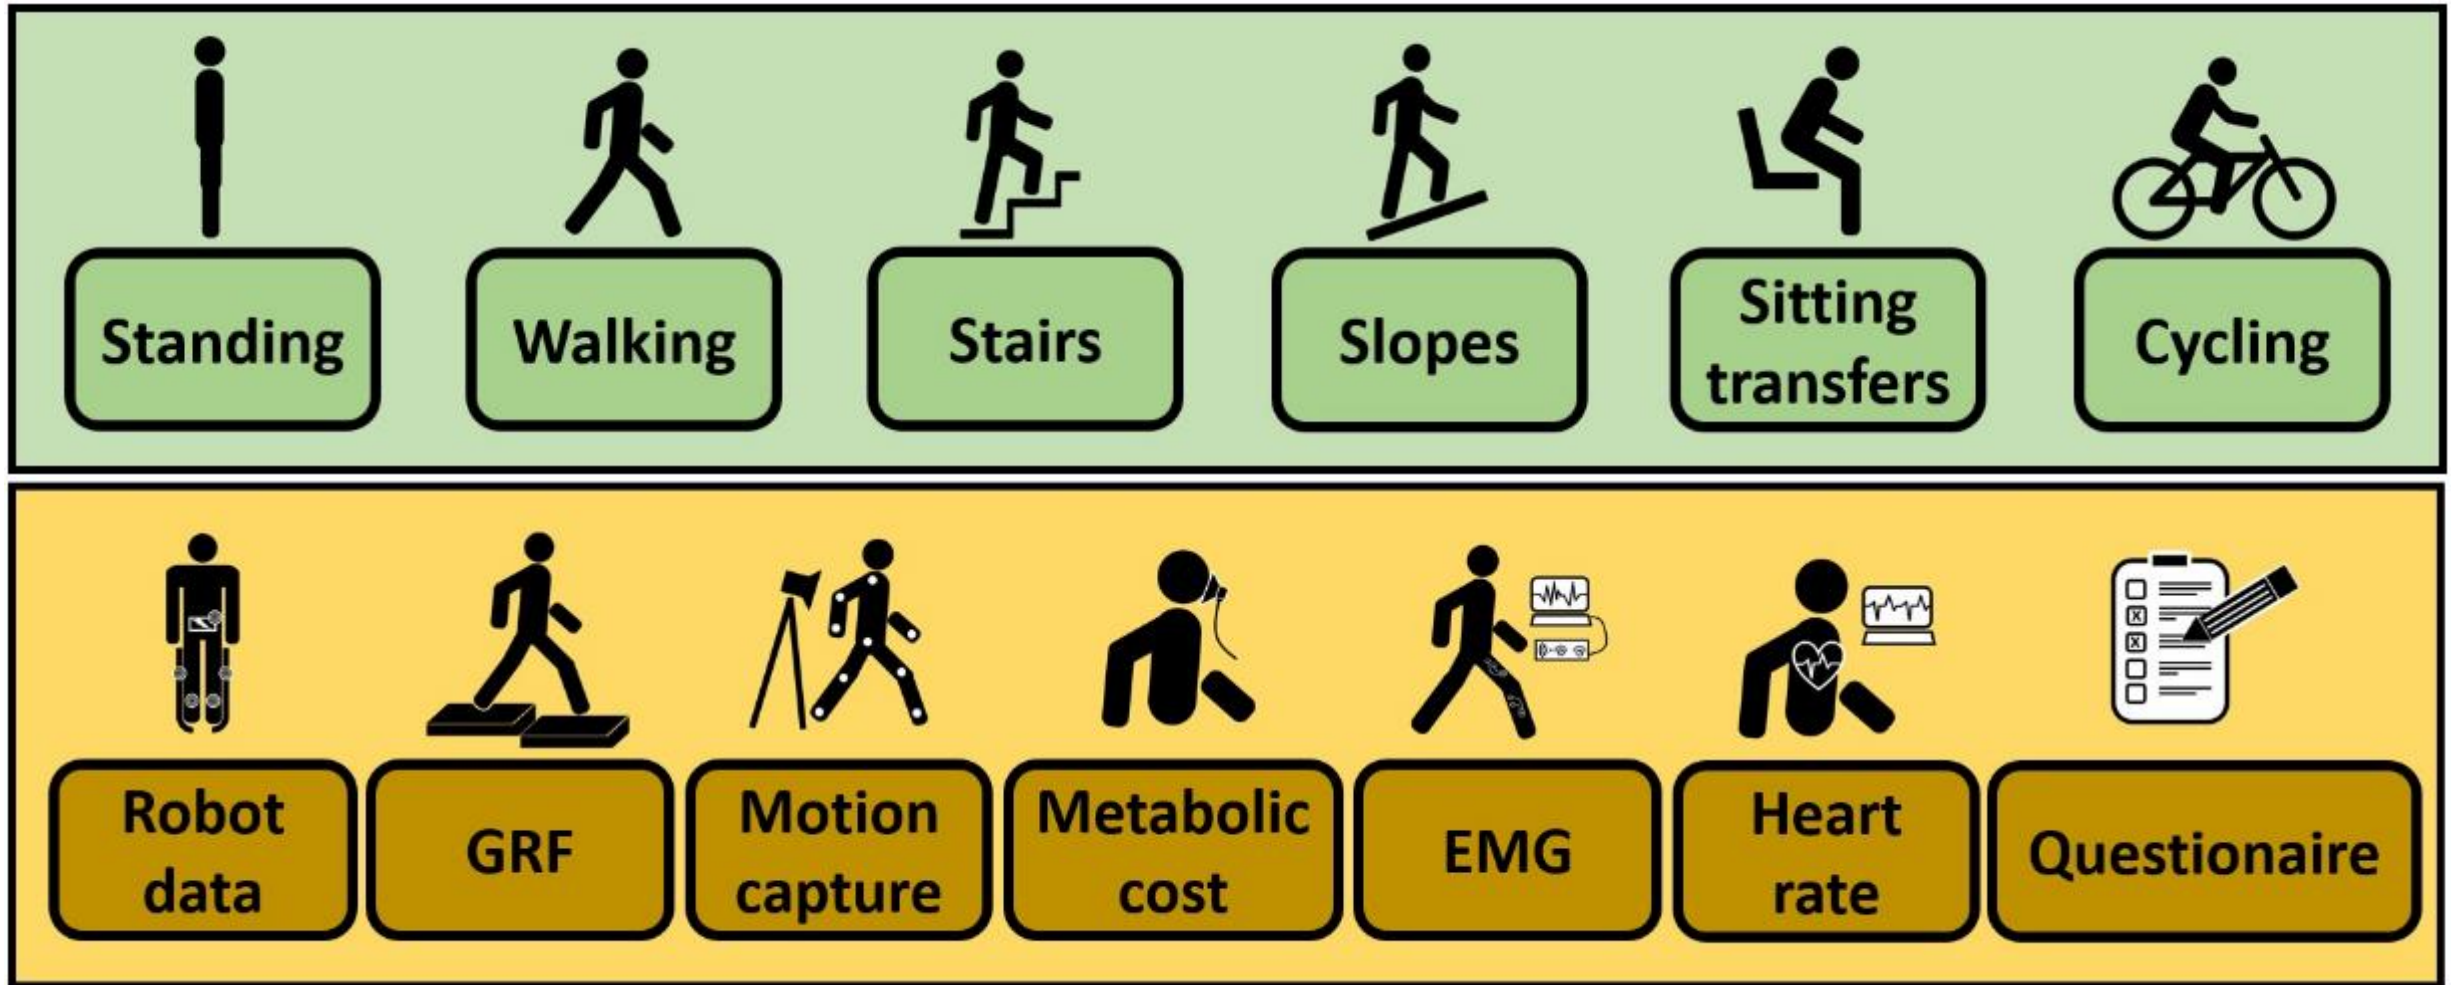 Standing
Walking
Stairs
Slopes
Sitting
transfers
Cycling
Robot
data
GRF
Motion
capture
Metabolic
cost
EMG
Heart
rate
Questionaire